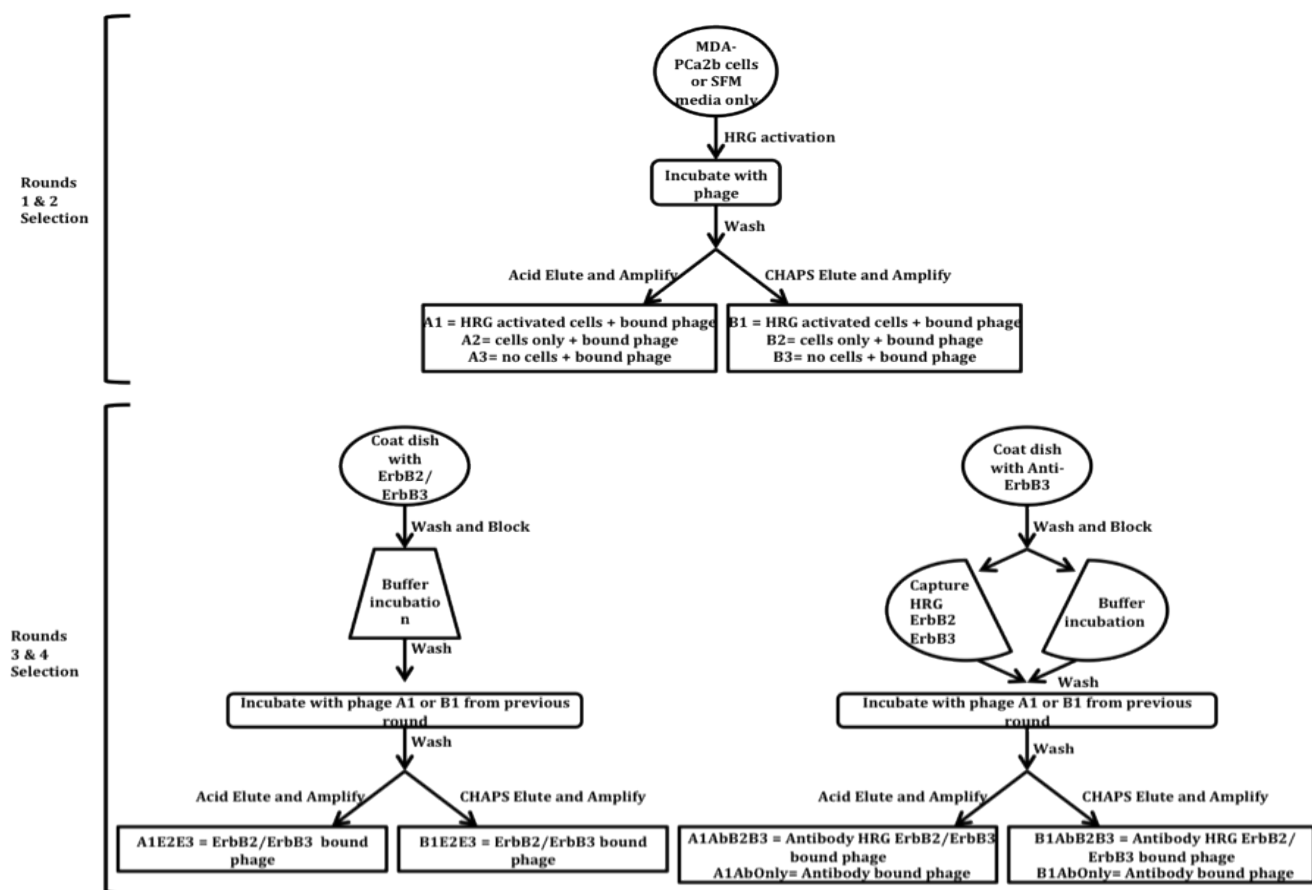 MDA-
PCa2b cells
or SFM
media only
HRG activation
Rounds
1 & 2
Selection
Incubate with
phage
Wash
Acid Elute and Amplify
CHAPS Elute and Amplify
A1 = HRG activated cells + bound phage
A2= cells only + bound phage
A3= no cells + bound phage
B1 = HRG activated cells + bound phage
B2= cells only + bound phage
B3= no cells + bound phage
Rounds
3 & 4
Selection
Coat dish
with
ErbB2/
ErbB3
Wash and Block
Buffer
incubatio
n
Wash
Incubate with phage A1 or B1 from previous
round
Wash
Acid Elute and Amplify
CHAPS Elute and Amplify
A1E2E3 = ErbB2/ErbB3 bound
phage
B1E2E3 = ErbB2/ErbB3 bound
phage
Coat dish
with Anti-
ErbB3
Wash and Block
Capture
HRG
ErbB2
ErbB3
Buffer
incubation
Wash
Incubate with phage A1 or B1 from previous
round
Wash
Acid Elute and Amplify
CHAPS Elute and Amplify
A1AbB2B3 = Antibody HRG ErbB2/ErbB3
bound phage
A1AbOnly= Antibody bound phage
B1AbB2B3 = Antibody HRG ErbB2/
ErbB3 bound phage
B1AbOnly= Antibody bound phage